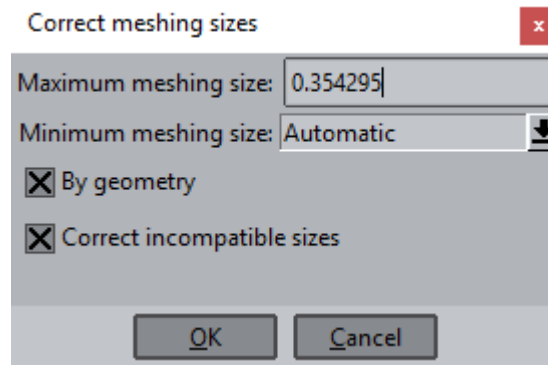 Correct meshing sizes
x
Maximum meshing size: 0.354295
Minimum meshing size: Automatic
By geometry
Correct incompatible sizes
OK Cancel